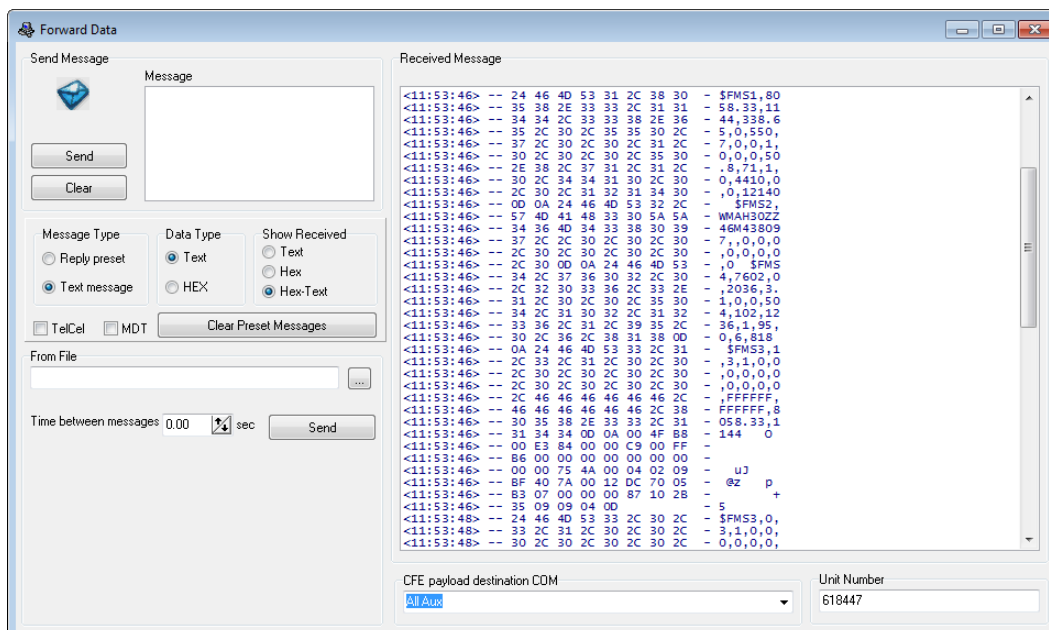 Forward Data
Send Message
Message
Send
Clear
Message Type
Reply preset
Text message
Data Type
Text
HEX
Show Received
Text
Hex
Hex-Text
TelCel
MDT
Clear Preset Messages
From File
...
Time between messages 0.00 sec
Send
Received Message
<11:53:46> -- 24 46 4D 53 31 2C 38 30 - $FMS1,80
<11:53:46> -- 35 38 2E 33 33 2C 31 31 - 58.33,11
<11:53:46> -- 34 34 2C 33 33 38 2E 36 - 44,338.6
<11:53:46> -- 35 2C 30 2C 35 35 30 2C - 5,0,550,
<11:53:46> -- 37 2C 30 2C 30 2C 31 2C - 7,0,0,1,
<11:53:46> -- 30 2C 30 2C 30 2C 35 30 - 0,0,0,50
<11:53:46> -- 2E 38 2C 37 31 2C 31 2C - .8,71,1,
<11:53:46> -- 30 2C 34 34 31 30 2C 30 - 0,4410,0
<11:53:46> -- 2C 30 2C 31 32 31 34 30 - ,0,12140
<11:53:46> -- 0D 0A 24 46 4D 53 32 2C - $FMS2,
<11:53:46> -- 57 4D 41 48 33 30 5A 5A - WMAH30ZZ
<11:53:46> -- 34 36 4D 34 33 38 30 39 - 46M43809
<11:53:46> -- 37 2C 2C 30 2C 30 2C 30 - 7,,0,0,0
<11:53:46> -- 2C 30 2C 30 2C 30 2C 30 - ,0,0,0,0
<11:53:46> -- 2C 30 0D 0A 24 46 4D 53 - ,0 $FMS
<11:53:46> -- 34 2C 37 36 30 32 2C 30 - 4,7602,0
<11:53:46> -- 2C 32 30 33 36 2C 33 2E - ,2036,3.
<11:53:46> -- 31 2C 30 2C 30 2C 35 30 - 1,0,0,50
<11:53:46> -- 34 2C 31 30 32 2C 31 32 - 4,102,12
<11:53:46> -- 33 36 2C 31 2C 39 35 2C - 36,1,95,
<11:53:46> -- 30 2C 36 2C 38 31 38 0D - 0,6,818
<11:53:46> -- 0A 24 46 4D 53 33 2C 31 - $FMS3,1
<11:53:46> -- 2C 33 2C 31 2C 30 2C 30 - ,3,1,0,0
<11:53:46> -- 2C 30 2C 30 2C 30 2C 30 - ,0,0,0,0
<11:53:46> -- 2C 30 2C 30 2C 30 2C 30 - ,0,0,0,0
<11:53:46> -- 2C 46 46 46 46 46 46 2C - ,FFFFFF,
<11:53:46> -- 46 46 46 46 46 46 2C 38 - FFFFFF,8
<11:53:46> -- 30 35 38 2E 33 33 2C 31 - 058.33,1
<11:53:46> -- 31 34 34 0D 0A 00 4F B8 - 144 O
<11:53:46> -- 00 E3 84 00 00 C9 00 FF -
<11:53:46> -- B6 00 00 00 00 00 00 00 -
<11:53:46> -- 00 00 75 4A 00 04 02 09 - uJ
<11:53:46> -- BF 40 7A 00 12 DC 70 05 - @z p
<11:53:46> -- B3 07 00 00 00 87 10 2B - +
<11:53:46> -- 35 09 09 04 0D - 5
<11:53:48> -- 24 46 4D 53 33 2C 30 2C - $FMS3,0,
<11:53:48> -- 33 2C 31 2C 30 2C 30 2C - 3,1,0,0,
<11:53:48> -- 30 2C 30 2C 30 2C 30 2C - 0,0,0,0,
CFE payload destination COM
All Aux
Unit Number
618447